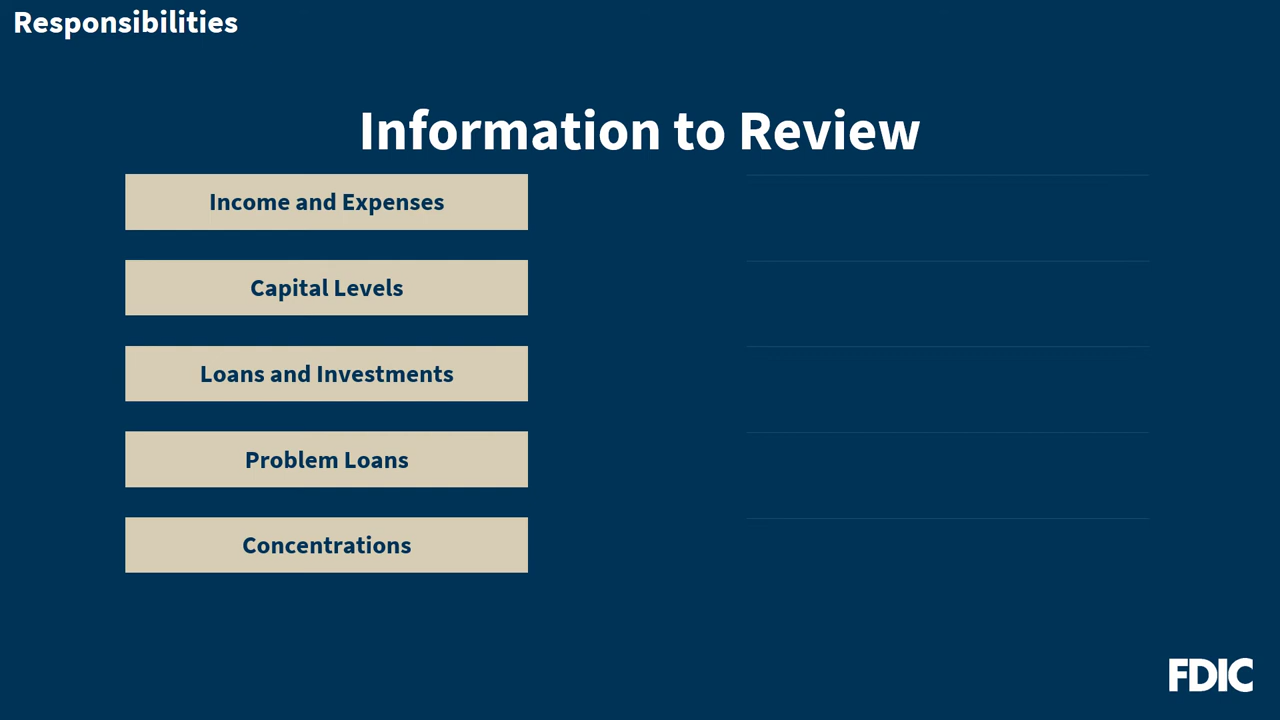 Responsibilities
Information to Review
Income and Expenses
Capital Levels
Loans and Investments
Problem Loans
Concentrations
FDIC